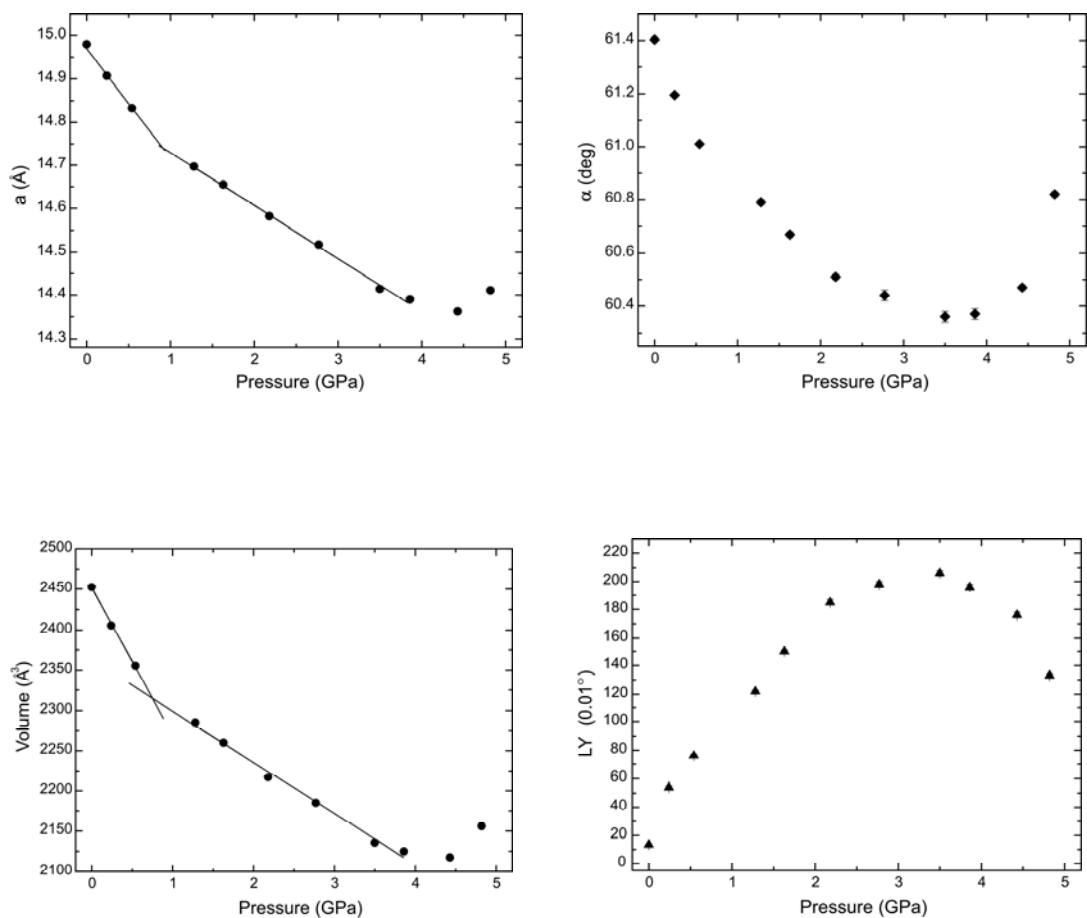 15.0
14.9
14.8
14.7
14.6
14.5
14.4
14.3
a (Å)
0 1 2 3 4 5
Pressure (GPa)
61.4
61.2
61.0
60.8
60.6
60.4
α (deg)
0 1 2 3 4 5
Pressure (GPa)
2500
2450
2400
2350
2300
2250
2200
2150
2100
Volume (Å³)
0 1 2 3 4 5
Pressure (GPa)
220
200
180
160
140
120
100
80
60
40
20
0
LY (0.01°)
0 1 2 3 4 5
Pressure (GPa)